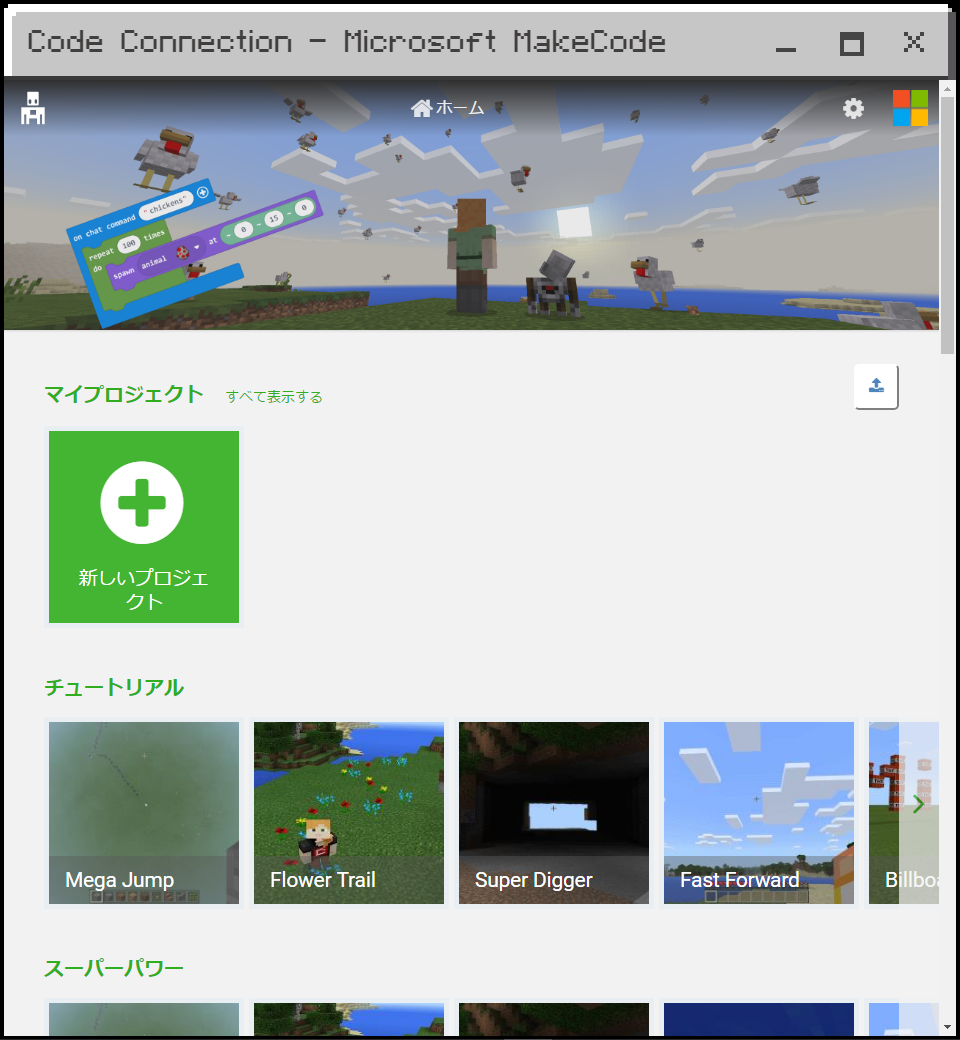 Code Connection - Microsoft MakeCode
ホーム
on chat command "chickens"
repeat 100 times
do spawn animal at ~ 0 ~ 15 ~ 0
マイプロジェクト すべて表示する
新しいプロジェ
クト
チュートリアル
Mega Jump
Flower Trail
Super Digger
Fast Forward
Billboa
スーパーパワー